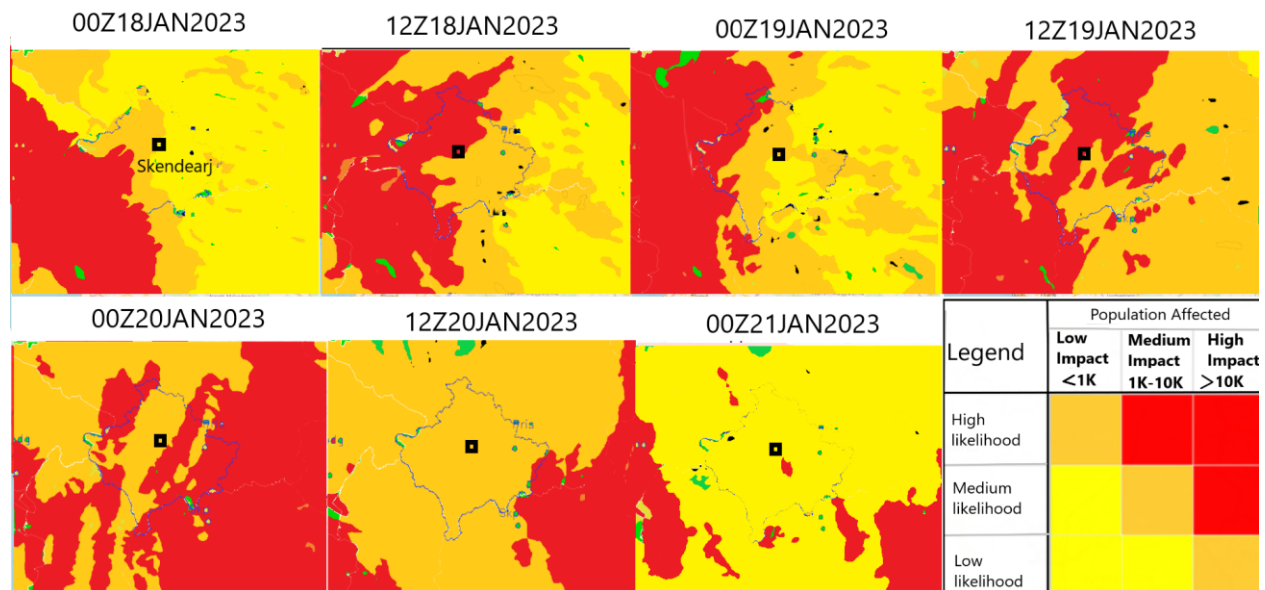 00Z18JAN2023
12Z18JAN2023
00Z19JAN2023
12Z19JAN2023
Skendearj
00Z20JAN2023
12Z20JAN2023
00Z21JAN2023
Legend
Population Affected
Low
Impact
<1K
Medium
Impact
1K-10K
High
Impact
>10K
High
likelihood
Medium
likelihood
Low
likelihood